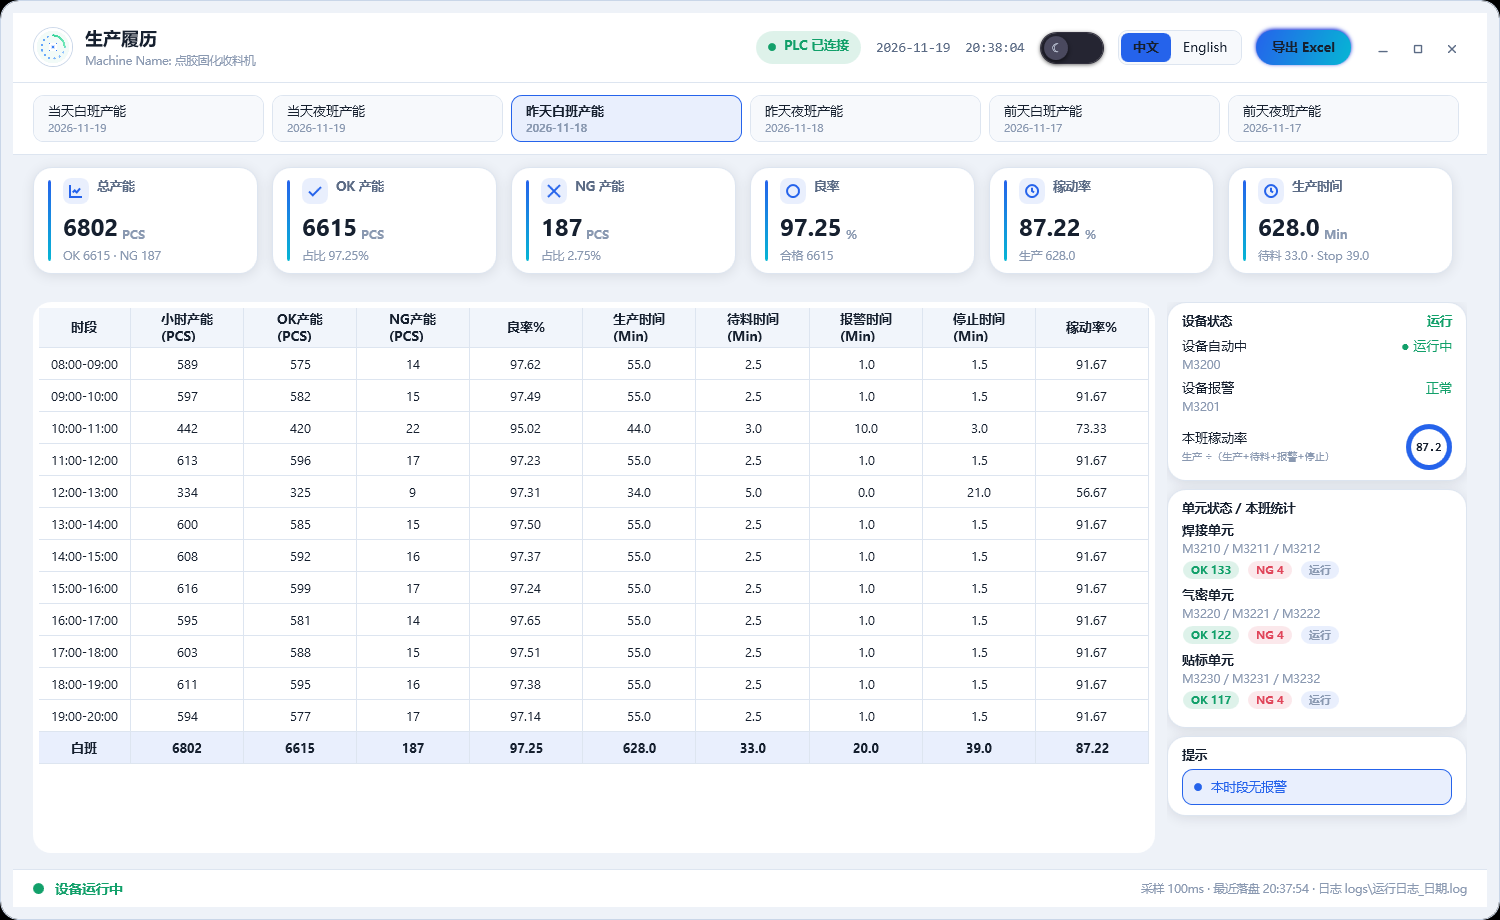 生产履历
Machine Name: 点胶固化收料机
PLC 已连接
2026-11-19 20:38:04
中文
English
导出 Excel
当天白班产能
2026-11-19
当天夜班产能
2026-11-19
昨天白班产能
2026-11-18
昨天夜班产能
2026-11-18
前天白班产能
2026-11-17
前天夜班产能
2026-11-17
总产能
6802 PCS
OK 6615 · NG 187
OK 产能
6615 PCS
占比 97.25%
NG 产能
187 PCS
占比 2.75%
良率
97.25 %
合格 6615
稼动率
87.22 %
生产 628.0
生产时间
628.0 Min
待料 33.0 · Stop 39.0
时段 小时产能 (PCS) OK产能 (PCS) NG产能 (PCS) 良率% 生产时间 (Min) 待料时间 (Min) 报警时间 (Min) 停止时间 (Min) 稼动率%
08:00-09:00 589 575 14 97.62 55.0 2.5 1.0 1.5 91.67
09:00-10:00 597 582 15 97.49 55.0 2.5 1.0 1.5 91.67
10:00-11:00 442 420 22 95.02 44.0 3.0 10.0 3.0 73.33
11:00-12:00 613 596 17 97.23 55.0 2.5 1.0 1.5 91.67
12:00-13:00 334 325 9 97.31 34.0 5.0 0.0 21.0 56.67
13:00-14:00 600 585 15 97.50 55.0 2.5 1.0 1.5 91.67
14:00-15:00 608 592 16 97.37 55.0 2.5 1.0 1.5 91.67
15:00-16:00 616 599 17 97.24 55.0 2.5 1.0 1.5 91.67
16:00-17:00 595 581 14 97.65 55.0 2.5 1.0 1.5 91.67
17:00-18:00 603 588 15 97.51 55.0 2.5 1.0 1.5 91.67
18:00-19:00 611 595 16 97.38 55.0 2.5 1.0 1.5 91.67
19:00-20:00 594 577 17 97.14 55.0 2.5 1.0 1.5 91.67
白班 6802 6615 187 97.25 628.0 33.0 20.0 39.0 87.22
设备状态 运行
设备自动中 运行中
M3200
设备报警 正常
M3201
本班稼动率 87.2
生产 ÷ (生产+待料+报警+停止)
单元状态 / 本班统计
焊接单元
M3210 / M3211 / M3212
OK 133 NG 4 运行
气密单元
M3220 / M3221 / M3222
OK 122 NG 4 运行
贴标单元
M3230 / M3231 / M3232
OK 117 NG 4 运行
提示
本时段无报警
设备运行中
采样 100ms · 最近落盘 20:37:54 · 日志 logs\运行日志_日期.log